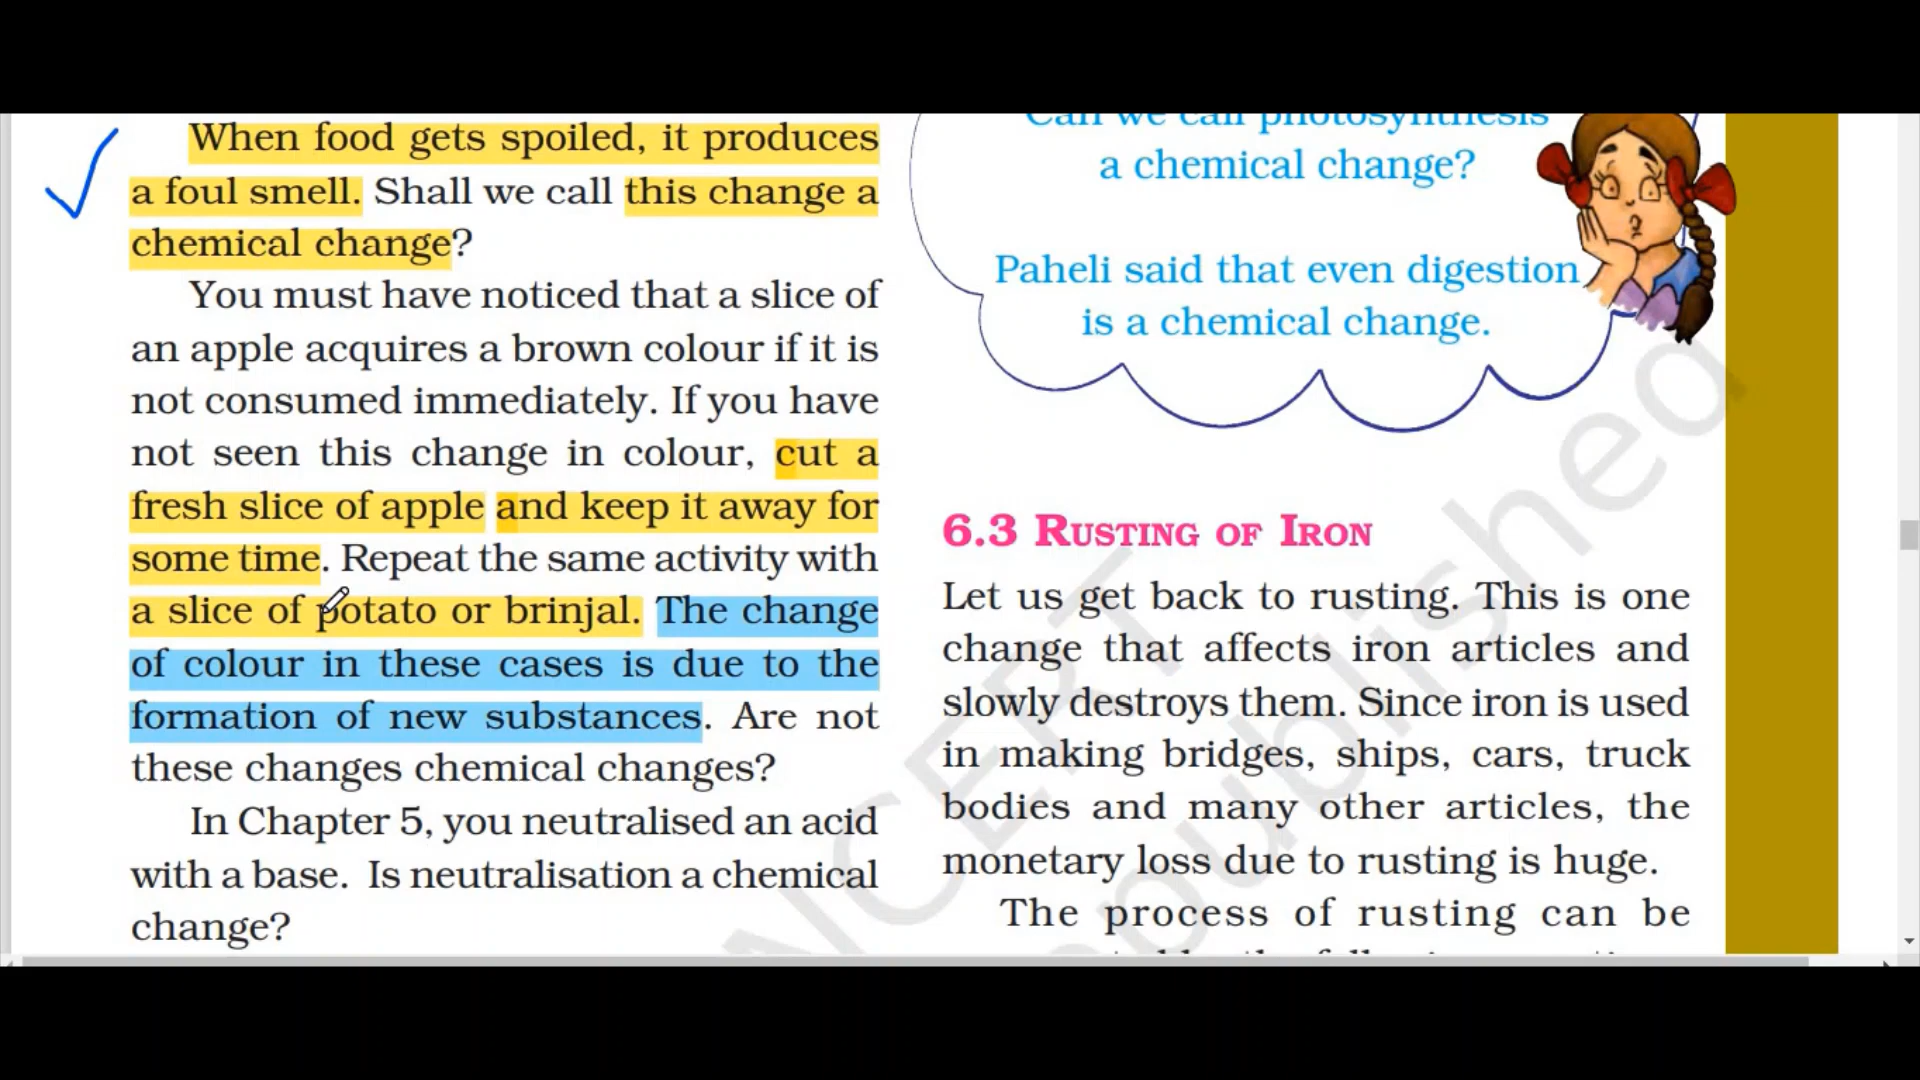 When food gets spoiled, it produces
a foul smell. Shall we call this change a
chemical change?
You must have noticed that a slice of
an apple acquires a brown colour if it is
not consumed immediately. If you have
not seen this change in colour, cut a
fresh slice of apple and keep it away for
some time. Repeat the same activity with
a slice of potato or brinjal. The change
of colour in these cases is due to the
formation of new substances. Are not
these changes chemical changes?
In Chapter 5, you neutralised an acid
with a base. Is neutralisation a chemical
change?
Can we call photosynthesis
a chemical change?
Paheli said that even digestion
is a chemical change.
6.3 RUSTING OF IRON
Let us get back to rusting. This is one
change that affects iron articles and
slowly destroys them. Since iron is used
in making bridges, ships, cars, truck
bodies and many other articles, the
monetary loss due to rusting is huge.
The process of rusting can be
NCERT
republished